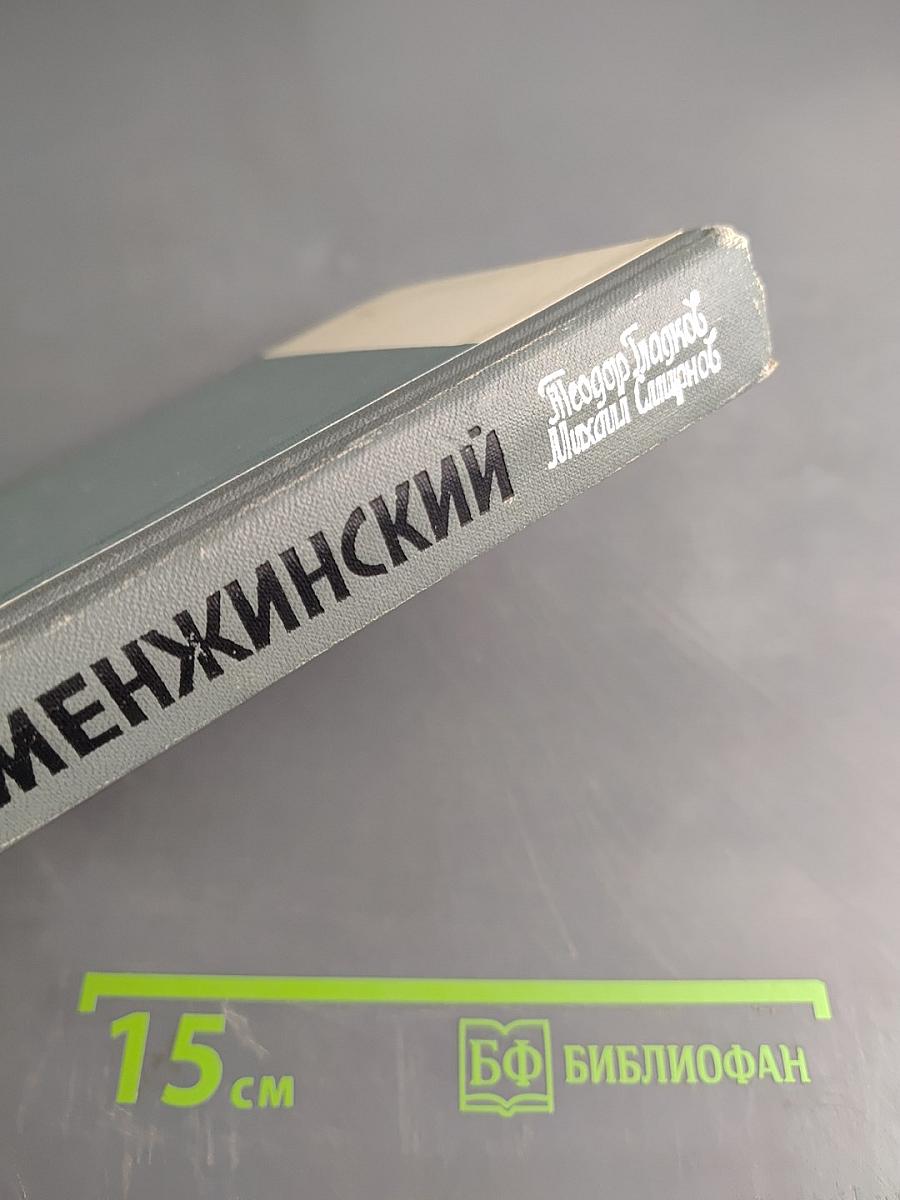 Теодор Гладков
Михаил Смирнов
МЕНЖИНСКИЙ
15 см
БФ БИБЛИОФАН